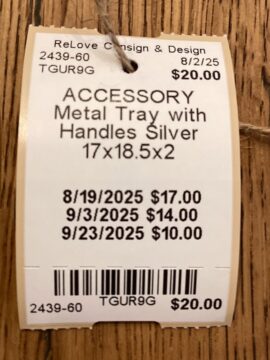 ReLove Consign & Design
2439-60 8/2/25
TGUR9G $20.00
ACCESSORY
Metal Tray with
Handles Silver
17x18.5x2
8/19/2025 $17.00
9/3/2025 $14.00
9/23/2025 $10.00
TGUR9G
2439-60 $20.00